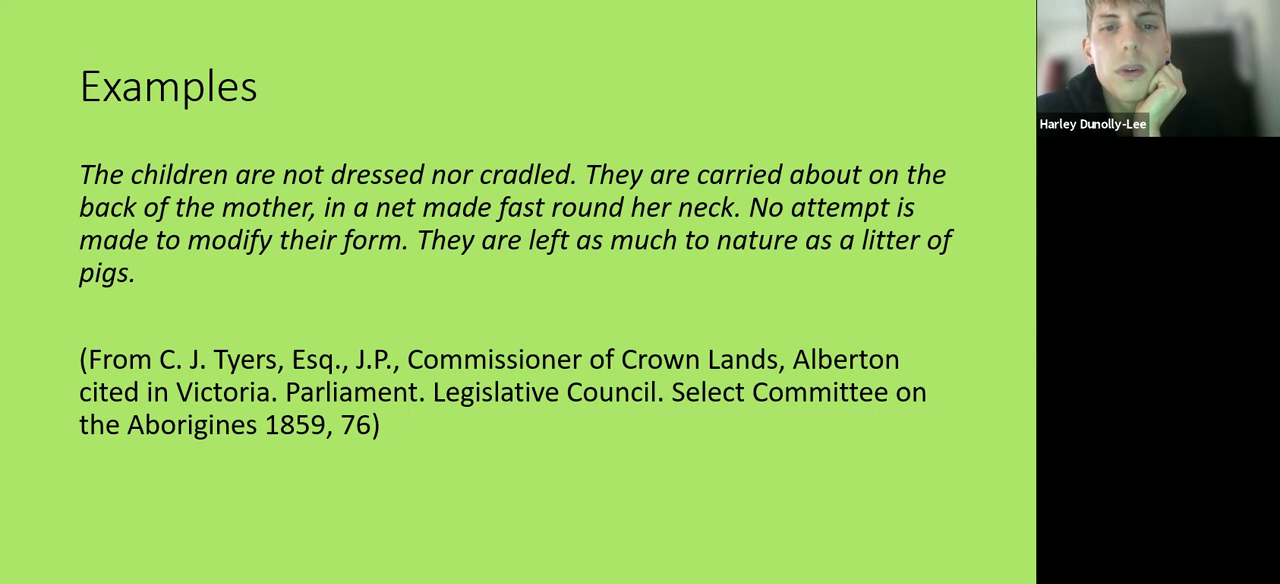 Examples
The children are not dressed nor cradled. They are carried about on the
back of the mother, in a net made fast round her neck. No attempt is
made to modify their form. They are left as much to nature as a litter of
pigs.
(From C. J. Tyers, Esq., J.P., Commissioner of Crown Lands, Alberton
cited in Victoria. Parliament. Legislative Council. Select Committee on
the Aborigines 1859, 76)
Harley Dunolly-Lee